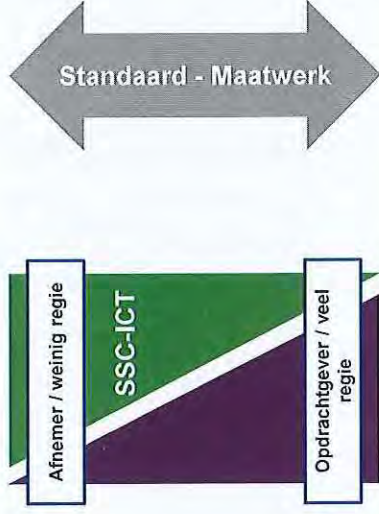 Standaard - Maatwerk
Afnemer / weinig regie
SSC-ICT
Opdrachtgever / veel
regie